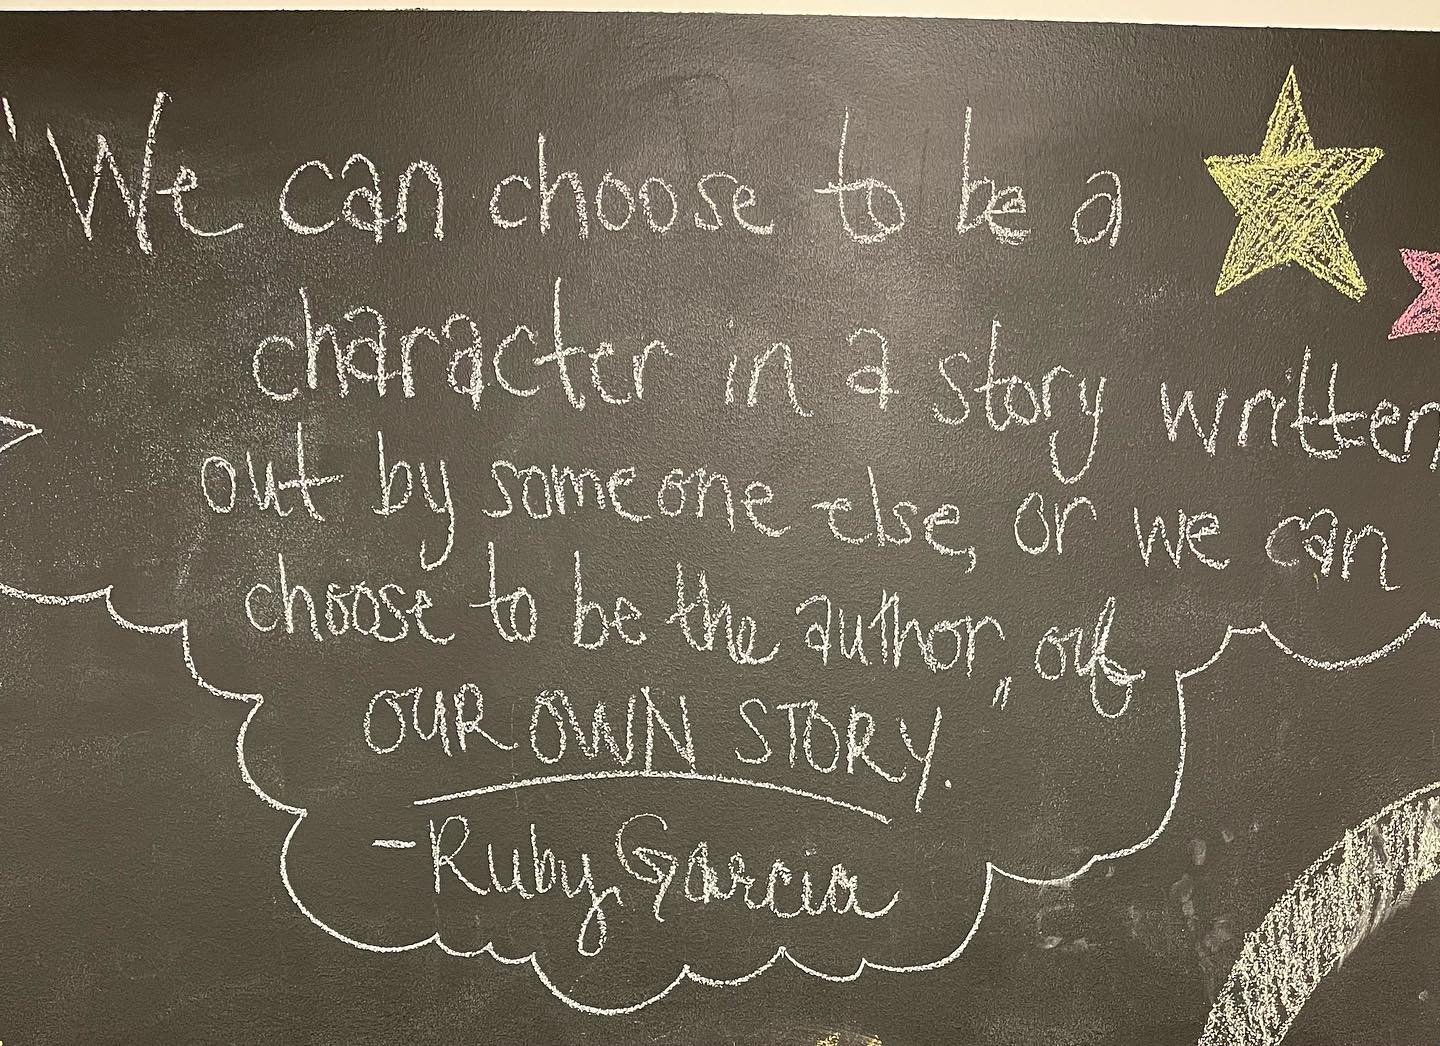 "We can choose to be a
character in a story written
out by someone else, or we can
choose to be the author, of
OUR OWN STORY."
-Ruby Garcia